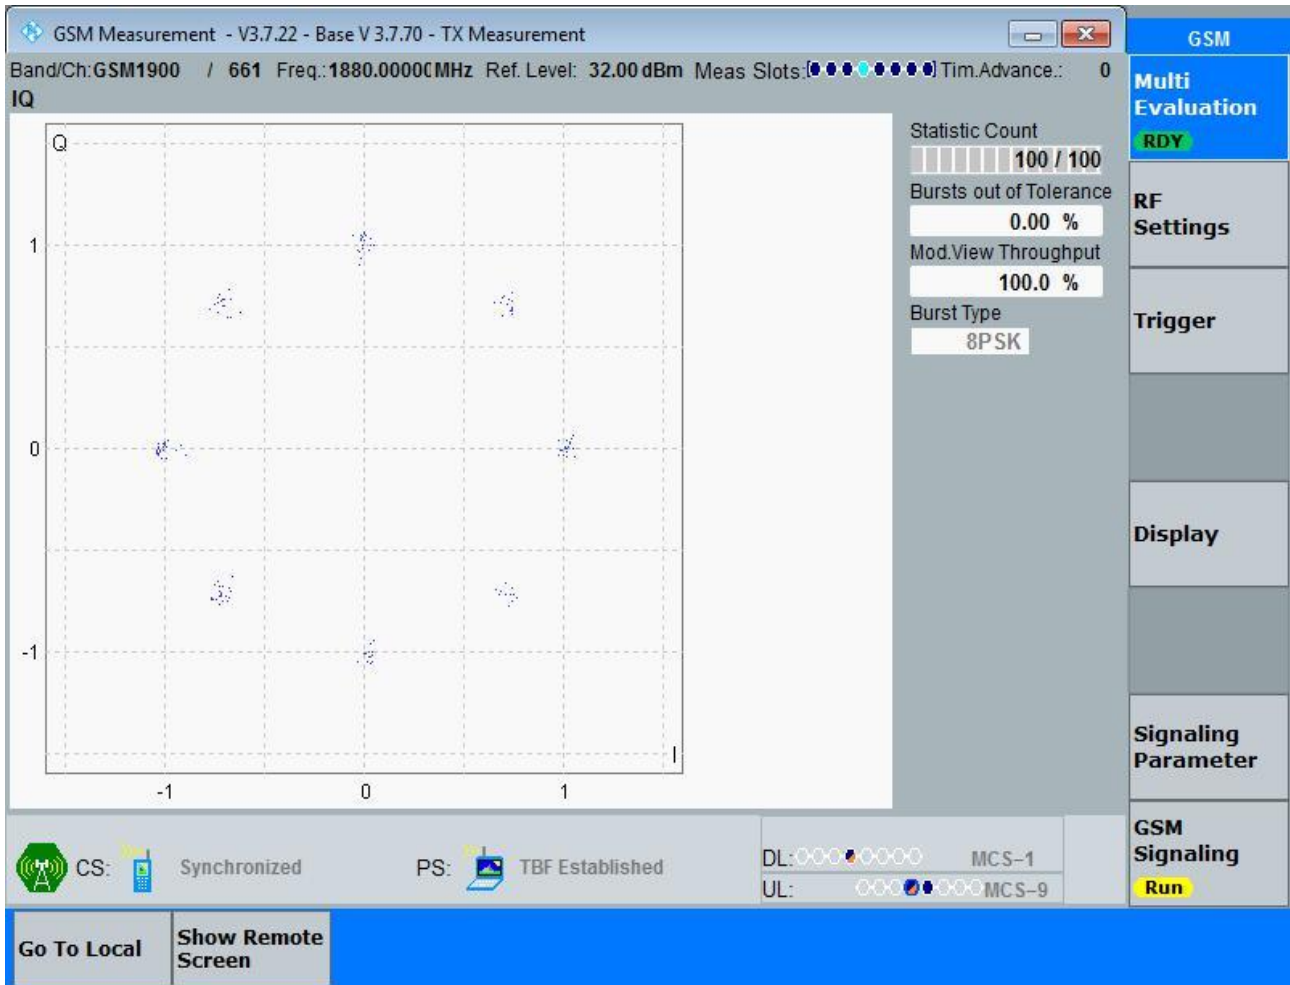 GSM Measurement - V3.7.22 - Base V 3.7.70 - TX Measurement
GSM
Band/Ch:GSM1900 / 661 Freq.:1880.00000 MHz Ref. Level: 32.00 dBm Meas Slots: Tim.Advance.: 0
IQ
Multi
Evaluation
RDY
Q
Statistic Count
100 / 100
Bursts out of Tolerance
0.00 %
Mod.View Throughput
100.0 %
Burst Type
8PSK
RF
Settings
Trigger
Display
Signaling
Parameter
GSM
Signaling
Run
1
0
-1
I
-1 0 1
CS: Synchronized PS: TBF Established
DL: MCS-1
UL: MCS-9
Go To Local
Show Remote
Screen